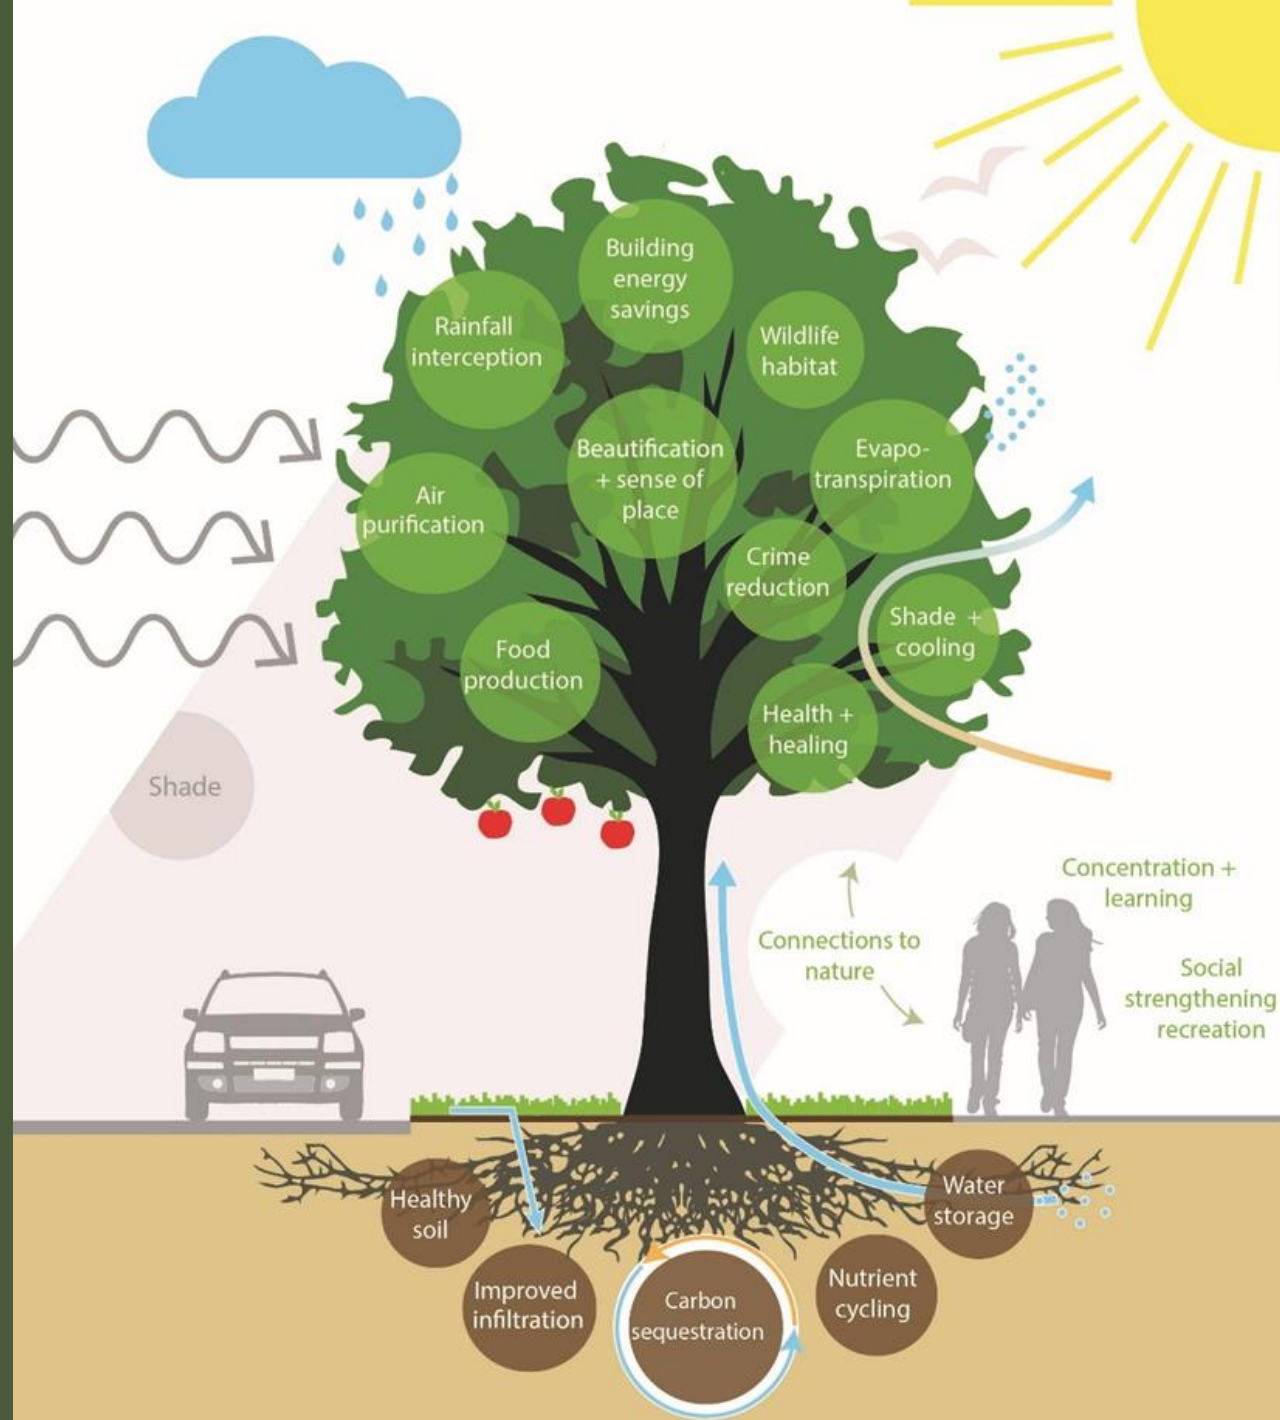 Building
energy
savings
Rainfall
interception
Wildlife
habitat
Beautification
+ sense of
place
Evapo-
transpiration
Air
purification
Crime
reduction
Shade +
cooling
Food
production
Health +
healing
Shade
Concentration +
learning
Connections to
nature
Social
strengthening
recreation
Healthy
soil
Water
storage
Improved
infiltration
Carbon
sequestration
Nutrient
cycling